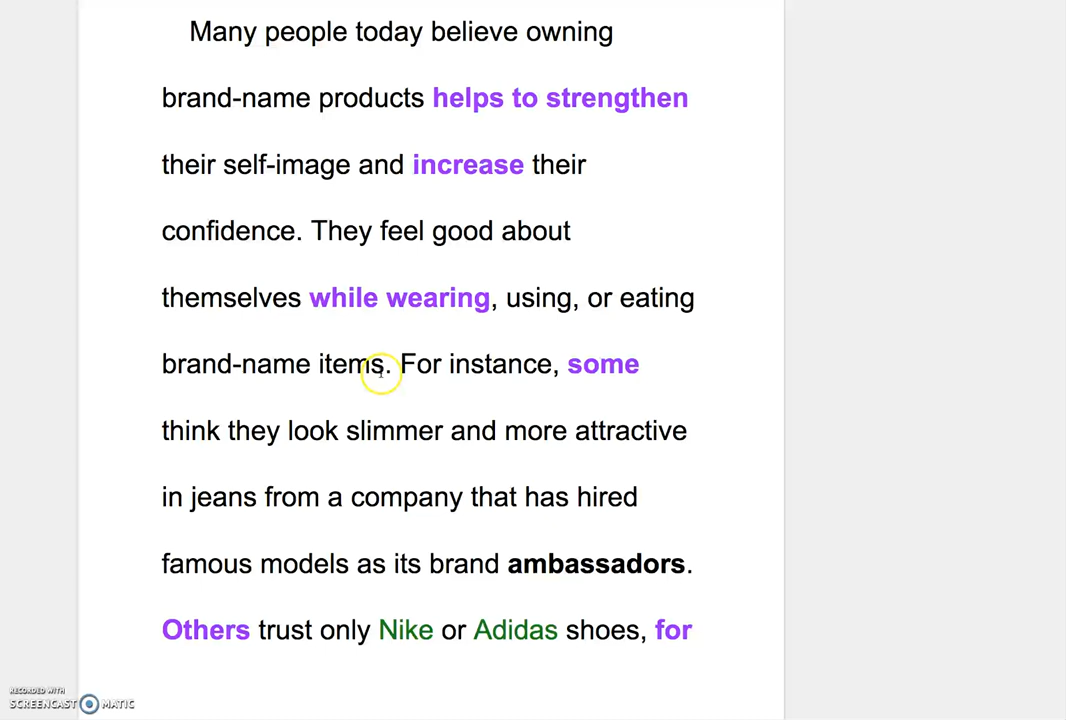 Many people today believe owning
brand-name products helps to strengthen
their self-image and increase their
confidence. They feel good about
themselves while wearing, using, or eating
brand-name items. For instance, some
think they look slimmer and more attractive
in jeans from a company that has hired
famous models as its brand ambassadors.
Others trust only Nike or Adidas shoes, for
RECORDED WITH
SCREENCAST MATIC